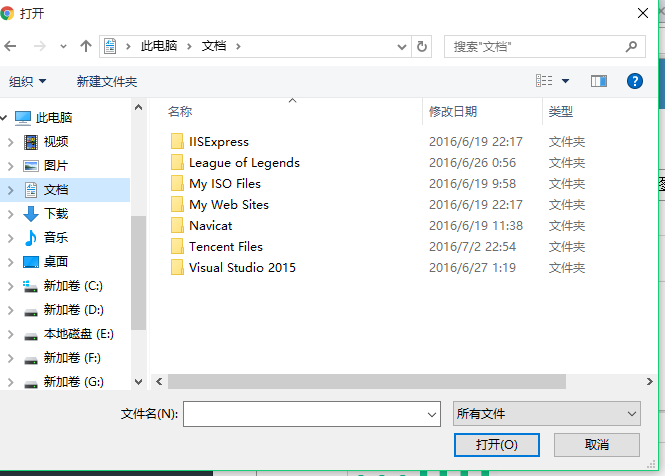 打开
此电脑 文档 搜索"文档"
组织 新建文件夹
名称 修改日期 类型
此电脑
视频
图片
文档
下载
音乐
桌面
新加卷 (C:)
新加卷 (D:)
本地磁盘 (E:)
新加卷 (F:)
新加卷 (G:)
IISExpress 2016/6/19 22:17 文件夹
League of Legends 2016/6/26 0:56 文件夹
My ISO Files 2016/6/19 9:58 文件夹
My Web Sites 2016/6/19 22:17 文件夹
Navicat 2016/6/19 11:38 文件夹
Tencent Files 2016/7/2 22:54 文件夹
Visual Studio 2015 2016/6/27 1:19 文件夹
文件名(N): 所有文件
打开(O) 取消